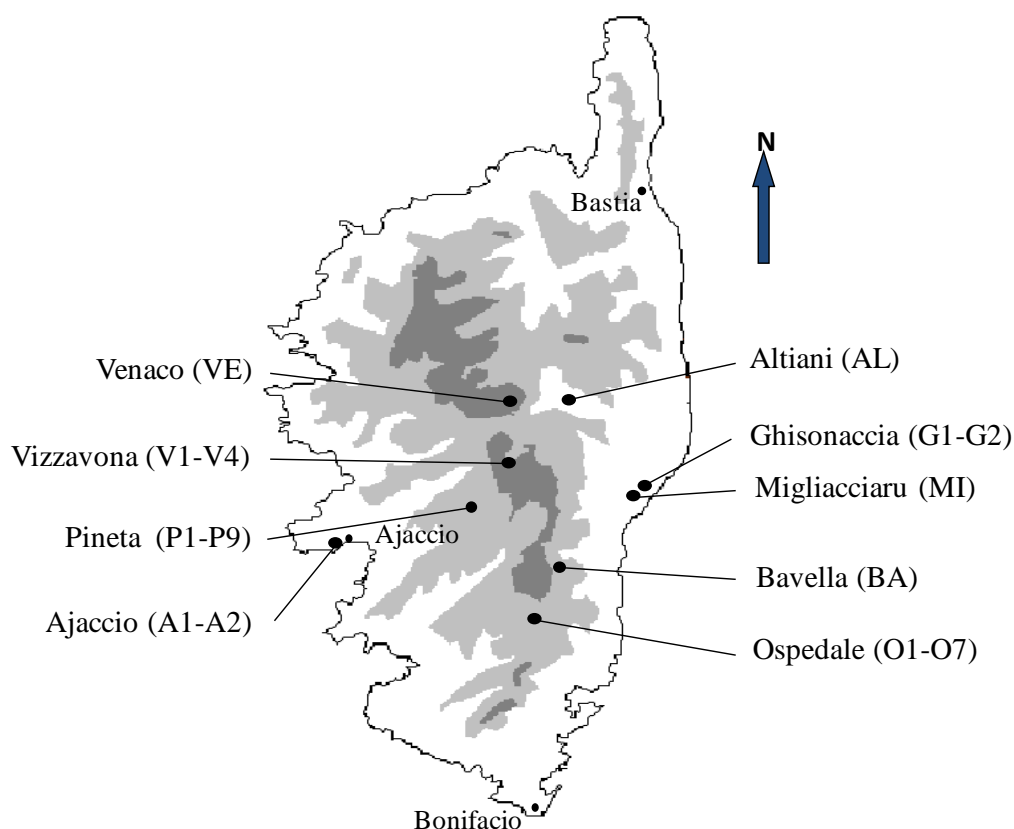 N
Bastia
Venaco (VE)
Altiani (AL)
Vizzavona (V1-V4)
Ghisonaccia (G1-G2)
Migliacciaru (MI)
Pineta (P1-P9)
Ajaccio
Bavella (BA)
Ajaccio (A1-A2)
Ospedale (O1-O7)
Bonifacio